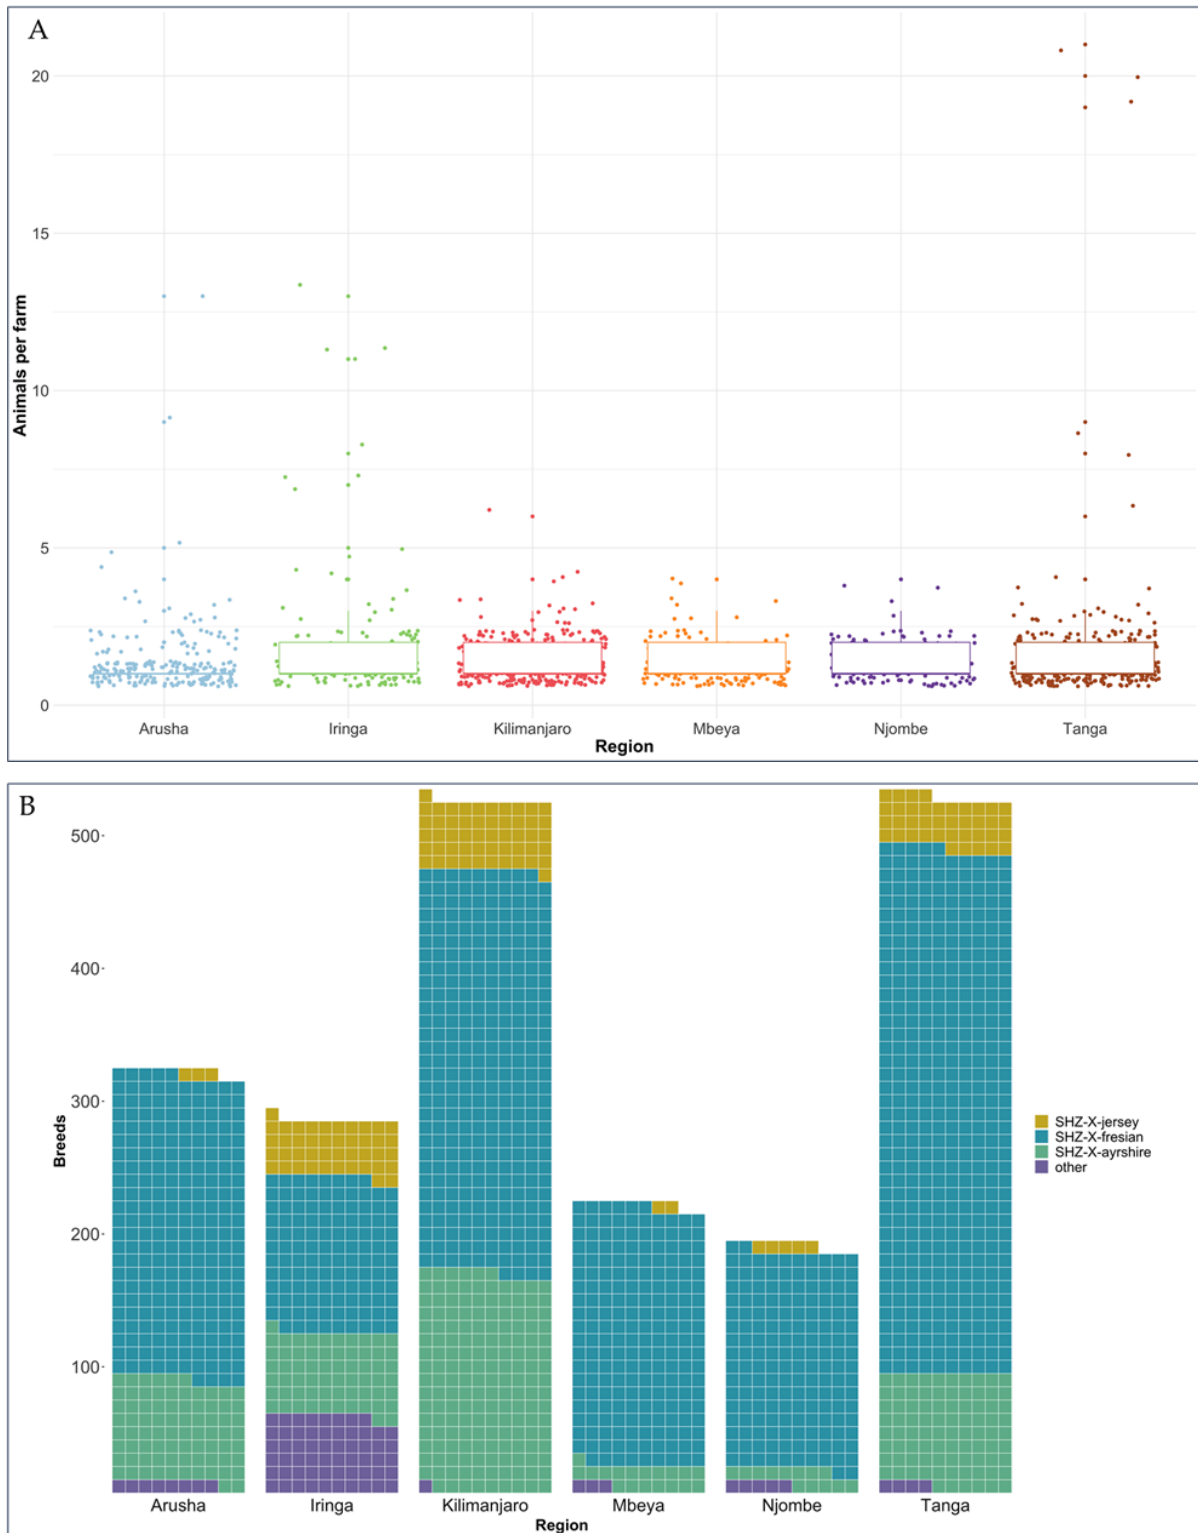 A
20
15
10
5
0
Animals per farm
Arusha Iringa Kilimanjaro Mbeya Njombe Tanga
Region
B
500
400
300
200
100
Breeds
SHZ-X-jersey
SHZ-X-fresian
SHZ-X-ayrshire
other
Arusha Iringa Kilimanjaro Mbeya Njombe Tanga
Region